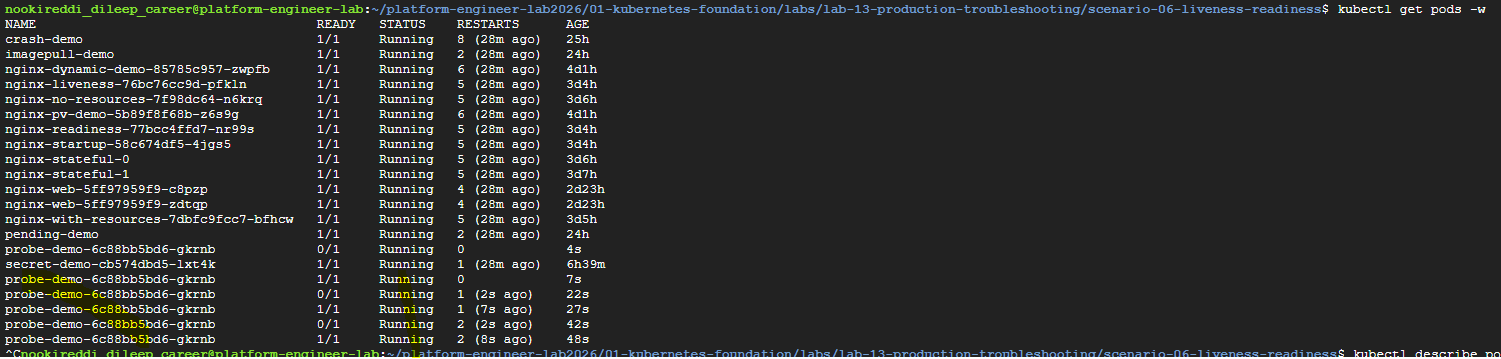 nookireddi_dileep_career@platform-engineer-lab:~/platform-engineer-lab2026/01-kubernetes-foundation/labs/lab-13-production-troubleshooting/scenario-06-liveness-readiness$ kubectl get pods -w
NAME READY STATUS RESTARTS AGE
crash-demo 1/1 Running 8 (28m ago) 25h
imagepull-demo 1/1 Running 2 (28m ago) 24h
nginx-dynamic-demo-85785c957-zwpfb 1/1 Running 6 (28m ago) 4d1h
nginx-liveness-76bc76cc9d-pfkln 1/1 Running 5 (28m ago) 3d4h
nginx-no-resources-7f98dc64-n6krq 1/1 Running 5 (28m ago) 3d6h
nginx-pv-demo-5b89f8f68b-z6s9g 1/1 Running 6 (28m ago) 4d1h
nginx-readiness-77bcc4ffd7-nr99s 1/1 Running 5 (28m ago) 3d4h
nginx-startup-58c674df5-4jgs5 1/1 Running 5 (28m ago) 3d4h
nginx-stateful-0 1/1 Running 5 (28m ago) 3d6h
nginx-stateful-1 1/1 Running 5 (28m ago) 3d7h
nginx-web-5ff97959f9-c8pzp 1/1 Running 4 (28m ago) 2d23h
nginx-web-5ff97959f9-zdtqp 1/1 Running 4 (28m ago) 2d23h
nginx-with-resources-7dbfc9fcc7-bfhcw 1/1 Running 5 (28m ago) 3d5h
pending-demo 1/1 Running 2 (28m ago) 24h
probe-demo-6c88bb5bd6-gkrnb 0/1 Running 0 4s
secret-demo-cb574dbd5-lxt4k 1/1 Running 1 (28m ago) 6h39m
probe-demo-6c88bb5bd6-gkrnb 1/1 Running 0 7s
probe-demo-6c88bb5bd6-gkrnb 0/1 Running 1 (2s ago) 22s
probe-demo-6c88bb5bd6-gkrnb 1/1 Running 1 (7s ago) 27s
probe-demo-6c88bb5bd6-gkrnb 0/1 Running 2 (2s ago) 42s
probe-demo-6c88bb5bd6-gkrnb 1/1 Running 2 (8s ago) 48s
^Cnookireddi_dileep_career@platform-engineer-lab:~/platform-engineer-lab2026/01-kubernetes-foundation/labs/lab-13-production-troubleshooting/scenario-06-liveness-readiness$ kubectl describe po